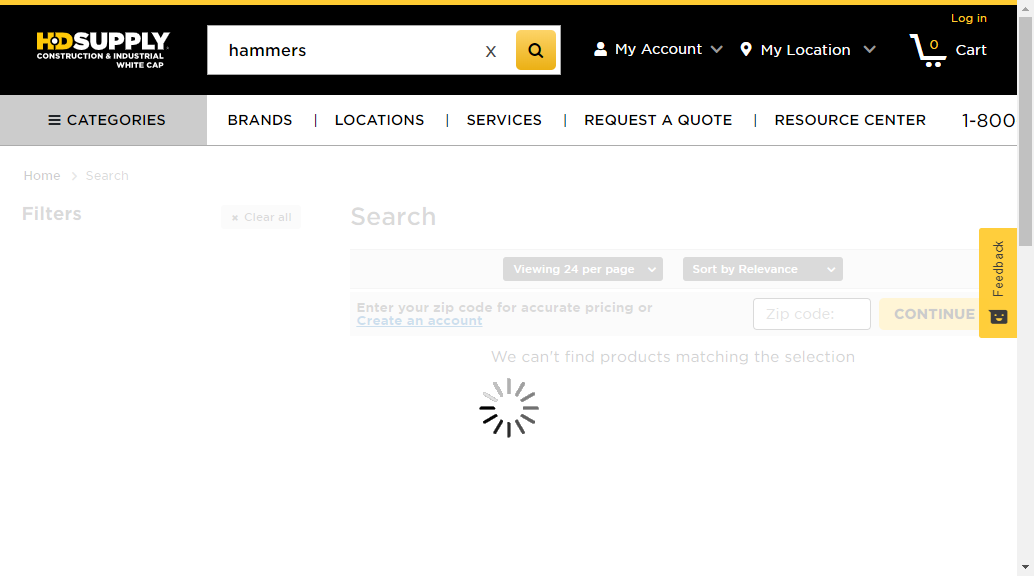 Log in
HDSUPPLY
CONSTRUCTION & INDUSTRIAL
WHITE CAP
hammers
X
My Account
My Location
0
Cart
CATEGORIES
BRANDS | LOCATIONS | SERVICES | REQUEST A QUOTE | RESOURCE CENTER
1-800
Home > Search
Filters
× Clear all
Search
Viewing 24 per page
Sort by Relevance
Enter your zip code for accurate pricing or
Create an account
Zip code:
CONTINUE
Feedback
We can't find products matching the selection